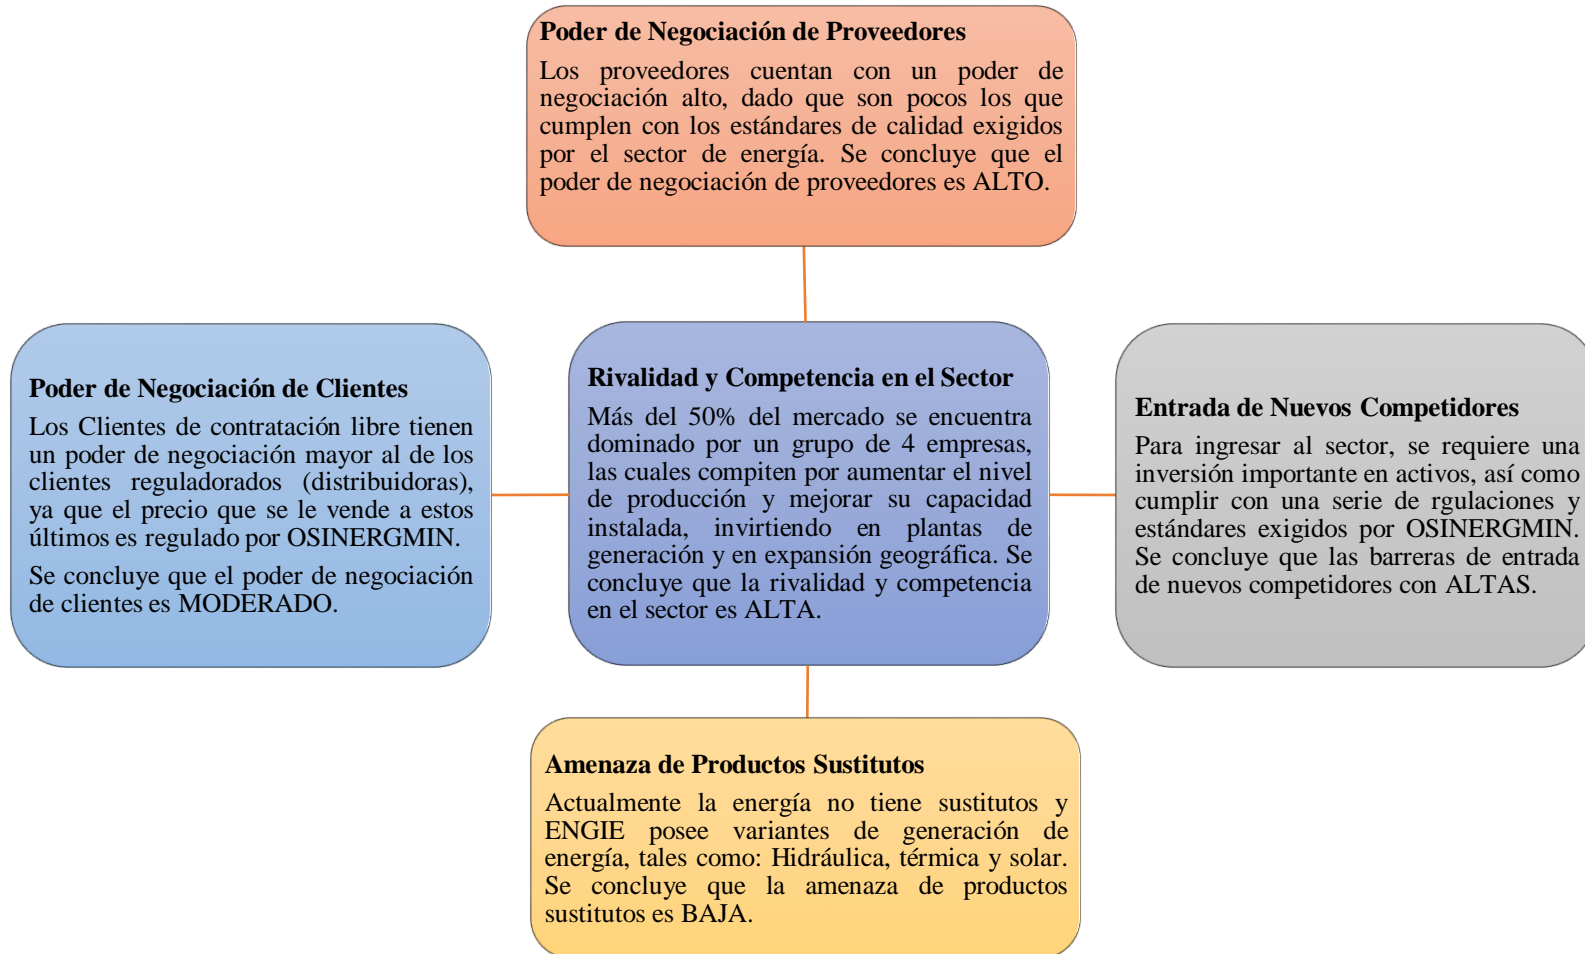 Poder de Negociación de Proveedores
Los proveedores cuentan con un poder de
negociación alto, dado que son pocos los que
cumplen con los estándares de calidad exigidos
por el sector de energía. Se concluye que el
poder de negociación de proveedores es ALTO.
Poder de Negociación de Clientes
Los Clientes de contratación libre tienen
un poder de negociación mayor al de los
clientes reguladorados (distribuidoras),
ya que el precio que se le vende a estos
últimos es regulado por OSINERGMIN.
Se concluye que el poder de negociación
de clientes es MODERADO.
Rivalidad y Competencia en el Sector
Más del 50% del mercado se encuentra
dominado por un grupo de 4 empresas,
las cuales compiten por aumentar el nivel
de producción y mejorar su capacidad
instalada, invirtiendo en plantas de
generación y en expansión geográfica. Se
concluye que la rivalidad y competencia
en el sector es ALTA.
Entrada de Nuevos Competidores
Para ingresar al sector, se requiere una
inversión importante en activos, así como
cumplir con una serie de rgulaciones y
estándares exigidos por OSINERGMIN.
Se concluye que las barreras de entrada
de nuevos competidores con ALTAS.
Amenaza de Productos Sustitutos
Actualmente la energía no tiene sustitutos y
ENGIE posee variantes de generación de
energía, tales como: Hidráulica, térmica y solar.
Se concluye que la amenaza de productos
sustitutos es BAJA.